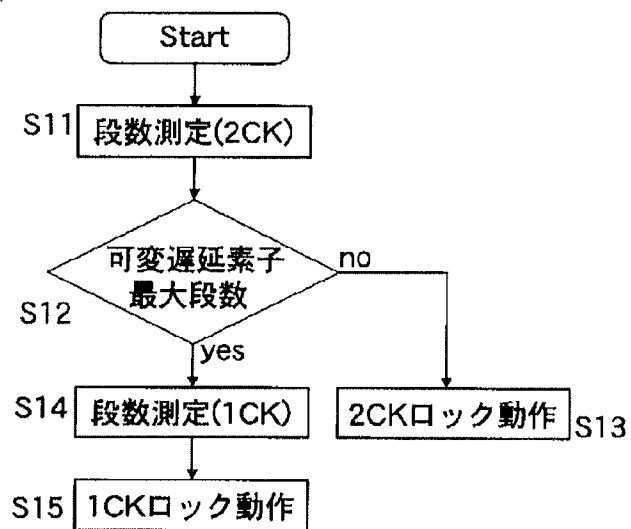 Start
S11
段数測定(2CK)
可変遅延素子
最大段数
no
S12
yes
S14
段数測定(1CK)
2CKロック動作
S13
S15
1CKロック動作